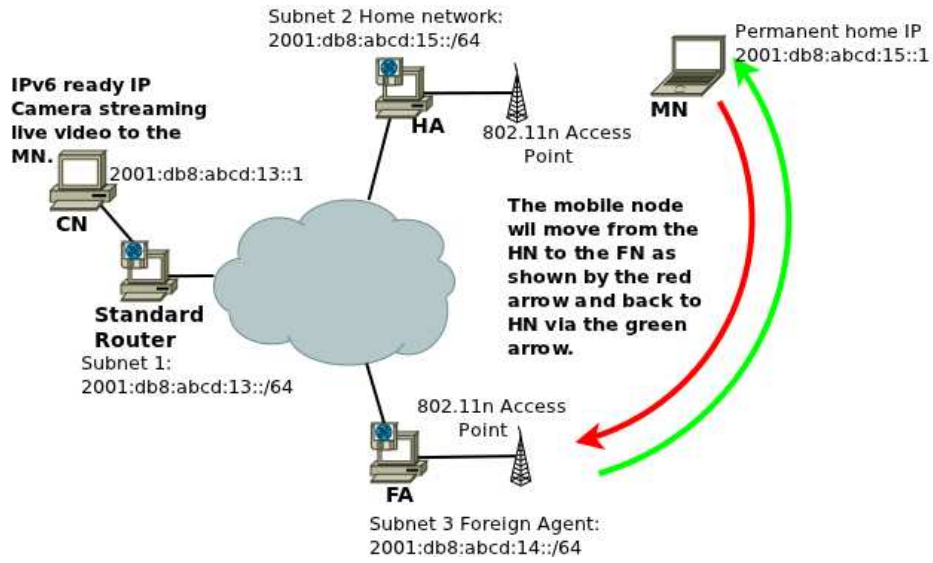 Subnet 2 Home network:
2001:db8:abcd:15::/64
Permanent home IP
2001:db8:abcd:15::1
IPv6 ready IP
Camera streaming
live video to the
MN.
HA
MN
802.11n Access
Point
2001:db8:abcd:13::1
CN
The mobile node
wil move from the
HN to the FN as
shown by the red
arrow and back to
HN via the green
arrow.
Standard
Router
Subnet 1:
2001:db8:abcd:13::/64
802.11n Access
Point
FA
Subnet 3 Foreign Agent:
2001:db8:abcd:14::/64